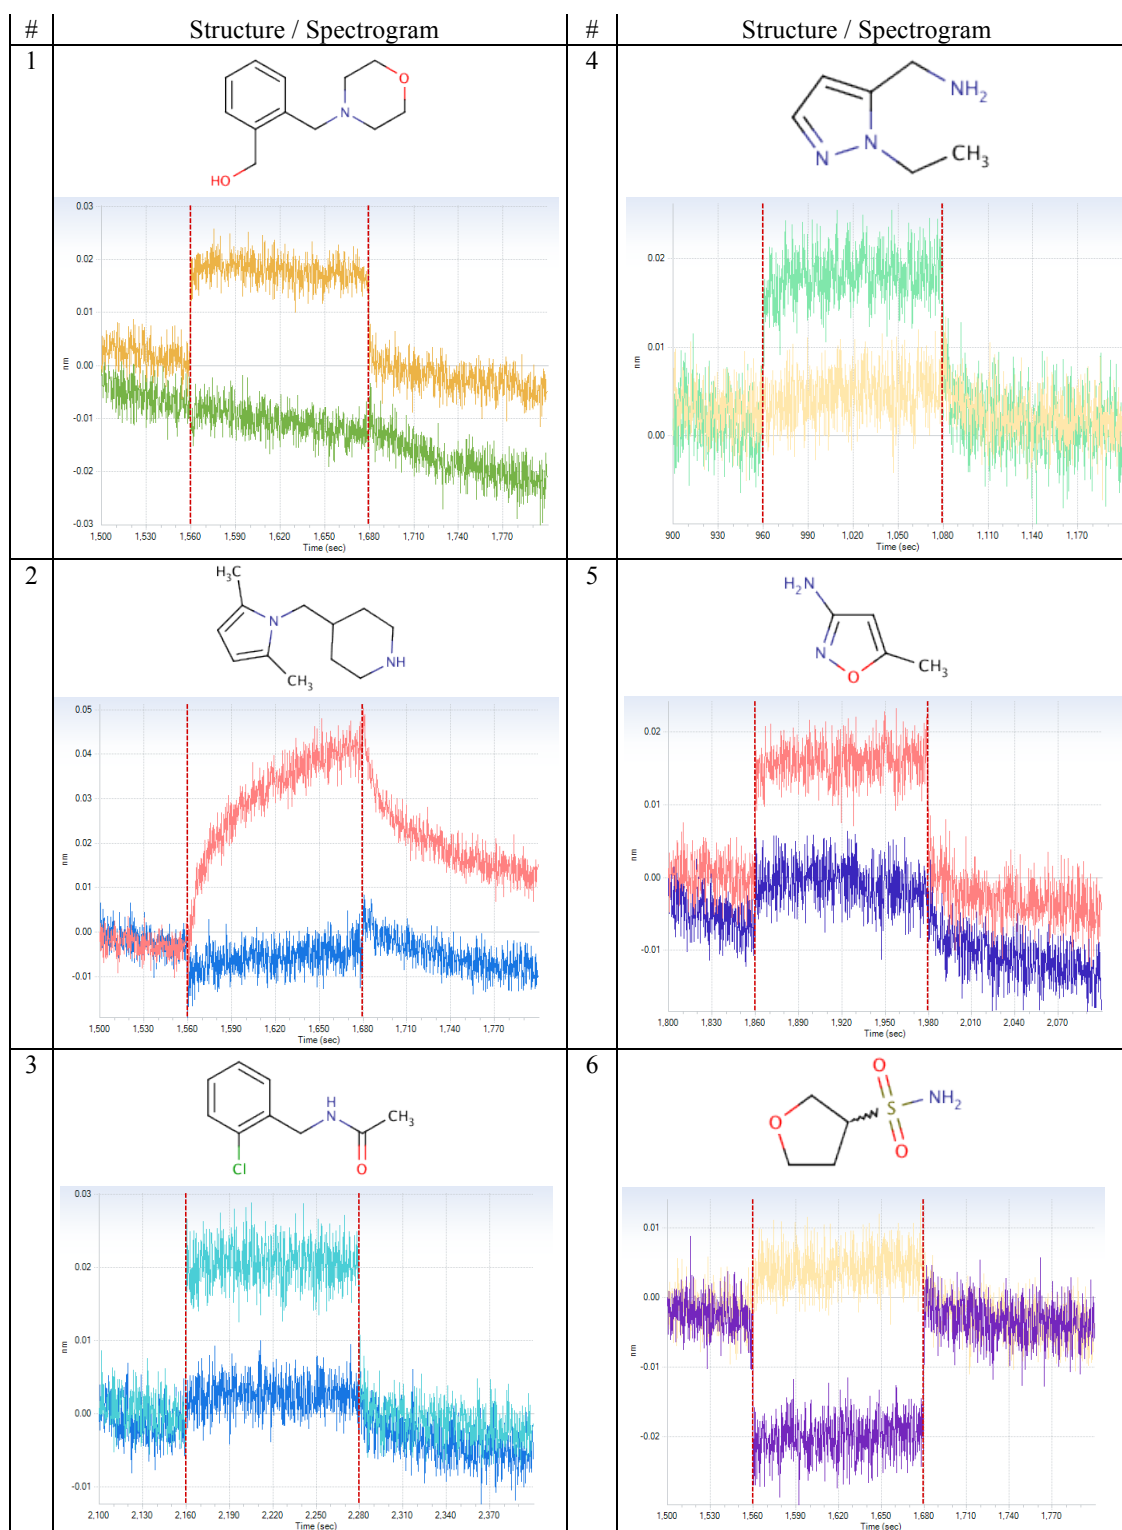 # Structure / Spectrogram # Structure / Spectrogram
1
O
N
HO
0.03
0.02
0.01
0.00
-0.01
-0.02
-0.03
nm
1,500 1,530 1,560 1,590 1,620 1,650 1,680 1,710 1,740 1,770
Time (sec)
4
NH2
N
N
CH3
0.02
0.01
0.00
nm
900 930 960 990 1,020 1,050 1,080 1,110 1,140 1,170
Time (sec)
2
H3C
N
NH
CH3
0.05
0.04
0.03
0.02
0.01
0.00
-0.01
nm
1,500 1,530 1,560 1,590 1,620 1,650 1,680 1,710 1,740 1,770
Time (sec)
5
H2N
N
O
CH3
0.02
0.01
0.00
-0.01
nm
1,800 1,830 1,860 1,890 1,920 1,950 1,980 2,010 2,040 2,070
Time (sec)
3
H
N
CH3
Cl
O
0.03
0.02
0.01
0.00
-0.01
nm
2,100 2,130 2,160 2,190 2,220 2,250 2,280 2,310 2,340 2,370
Time (sec)
6
O
S
NH2
O
O
0.01
0.00
-0.01
-0.02
nm
1,500 1,530 1,560 1,590 1,620 1,650 1,680 1,710 1,740 1,770
Time (sec)